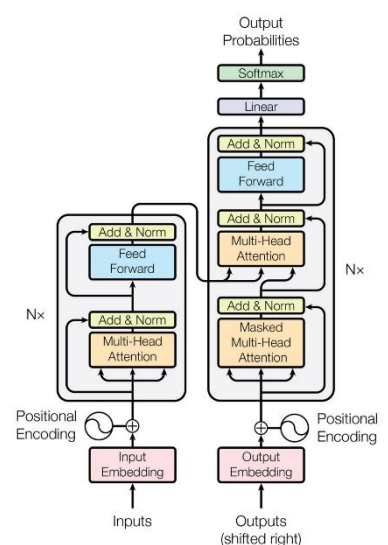 Output
Probabilities
Softmax
Linear
Add & Norm
Feed
Forward
Add & Norm
Multi-Head
Attention
Nx
Add & Norm
Masked
Multi-Head
Attention
Add & Norm
Feed
Forward
Nx
Add & Norm
Multi-Head
Attention
Positional
Encoding
Positional
Encoding
Input
Embedding
Output
Embedding
Inputs
Outputs
(shifted right)